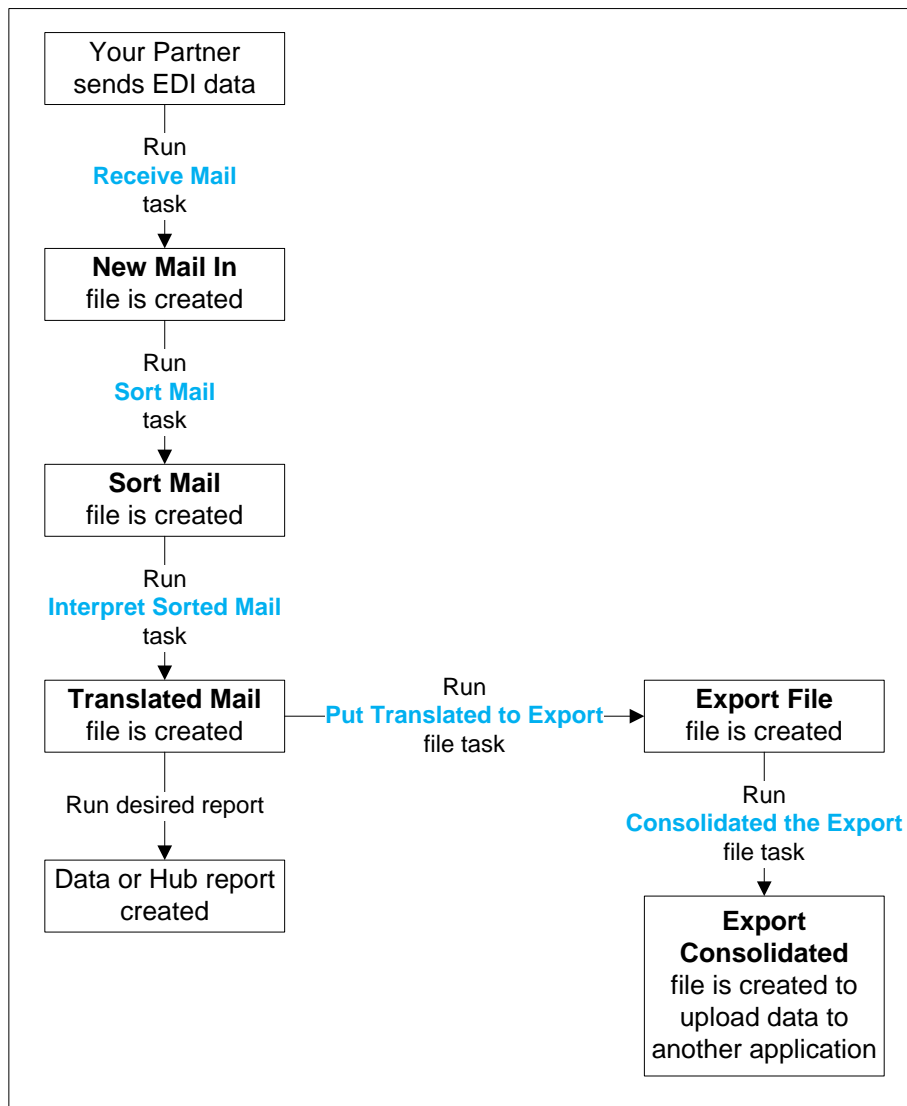 Your Partner
sends EDI data
Run
Receive Mail
task
New Mail In
file is created
Run
Sort Mail
task
Sort Mail
file is created
Run
Interpret Sorted Mail
task
Translated Mail
file is created
Run
Put Translated to Export
file task
Export File
file is created
Run desired report
Data or Hub report
created
Run
Consolidated the Export
file task
Export
Consolidated
file is created to
upload data to
another application